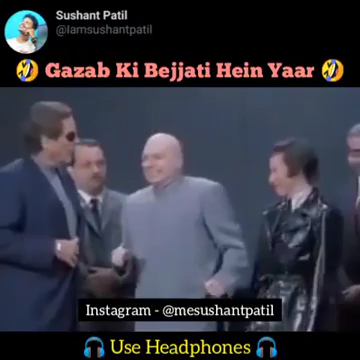 Sushant Patil
@Iamsushantpatil
🤣 Gazab Ki Bejjati Hein Yaar 🤣
Instagram - @mesushantpatil
🎧 Use Headphones 🎧